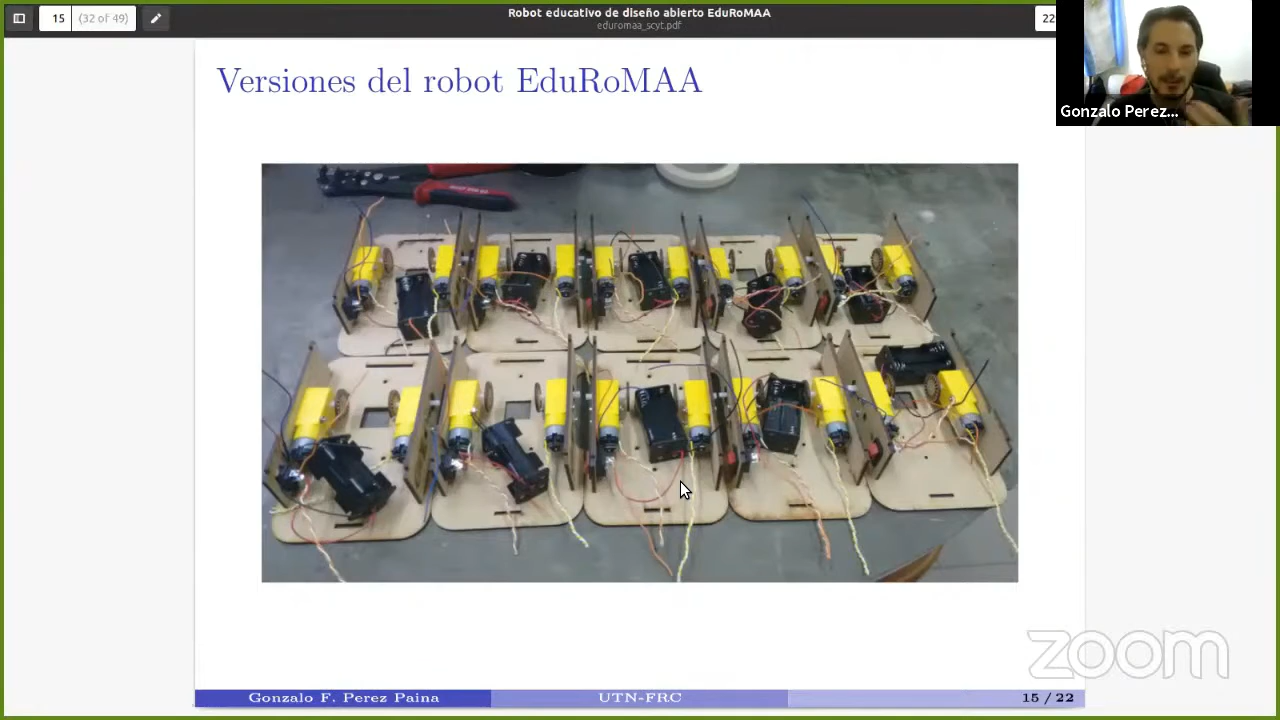 15 (32 of 49)
Robot educativo de diseño abierto EduRoMAA
eduromaa_scyt.pdf
22
Gonzalo Perez...
Versiones del robot EduRoMAA
zoom
Gonzalo F. Perez Paina UTN-FRC 15 / 22